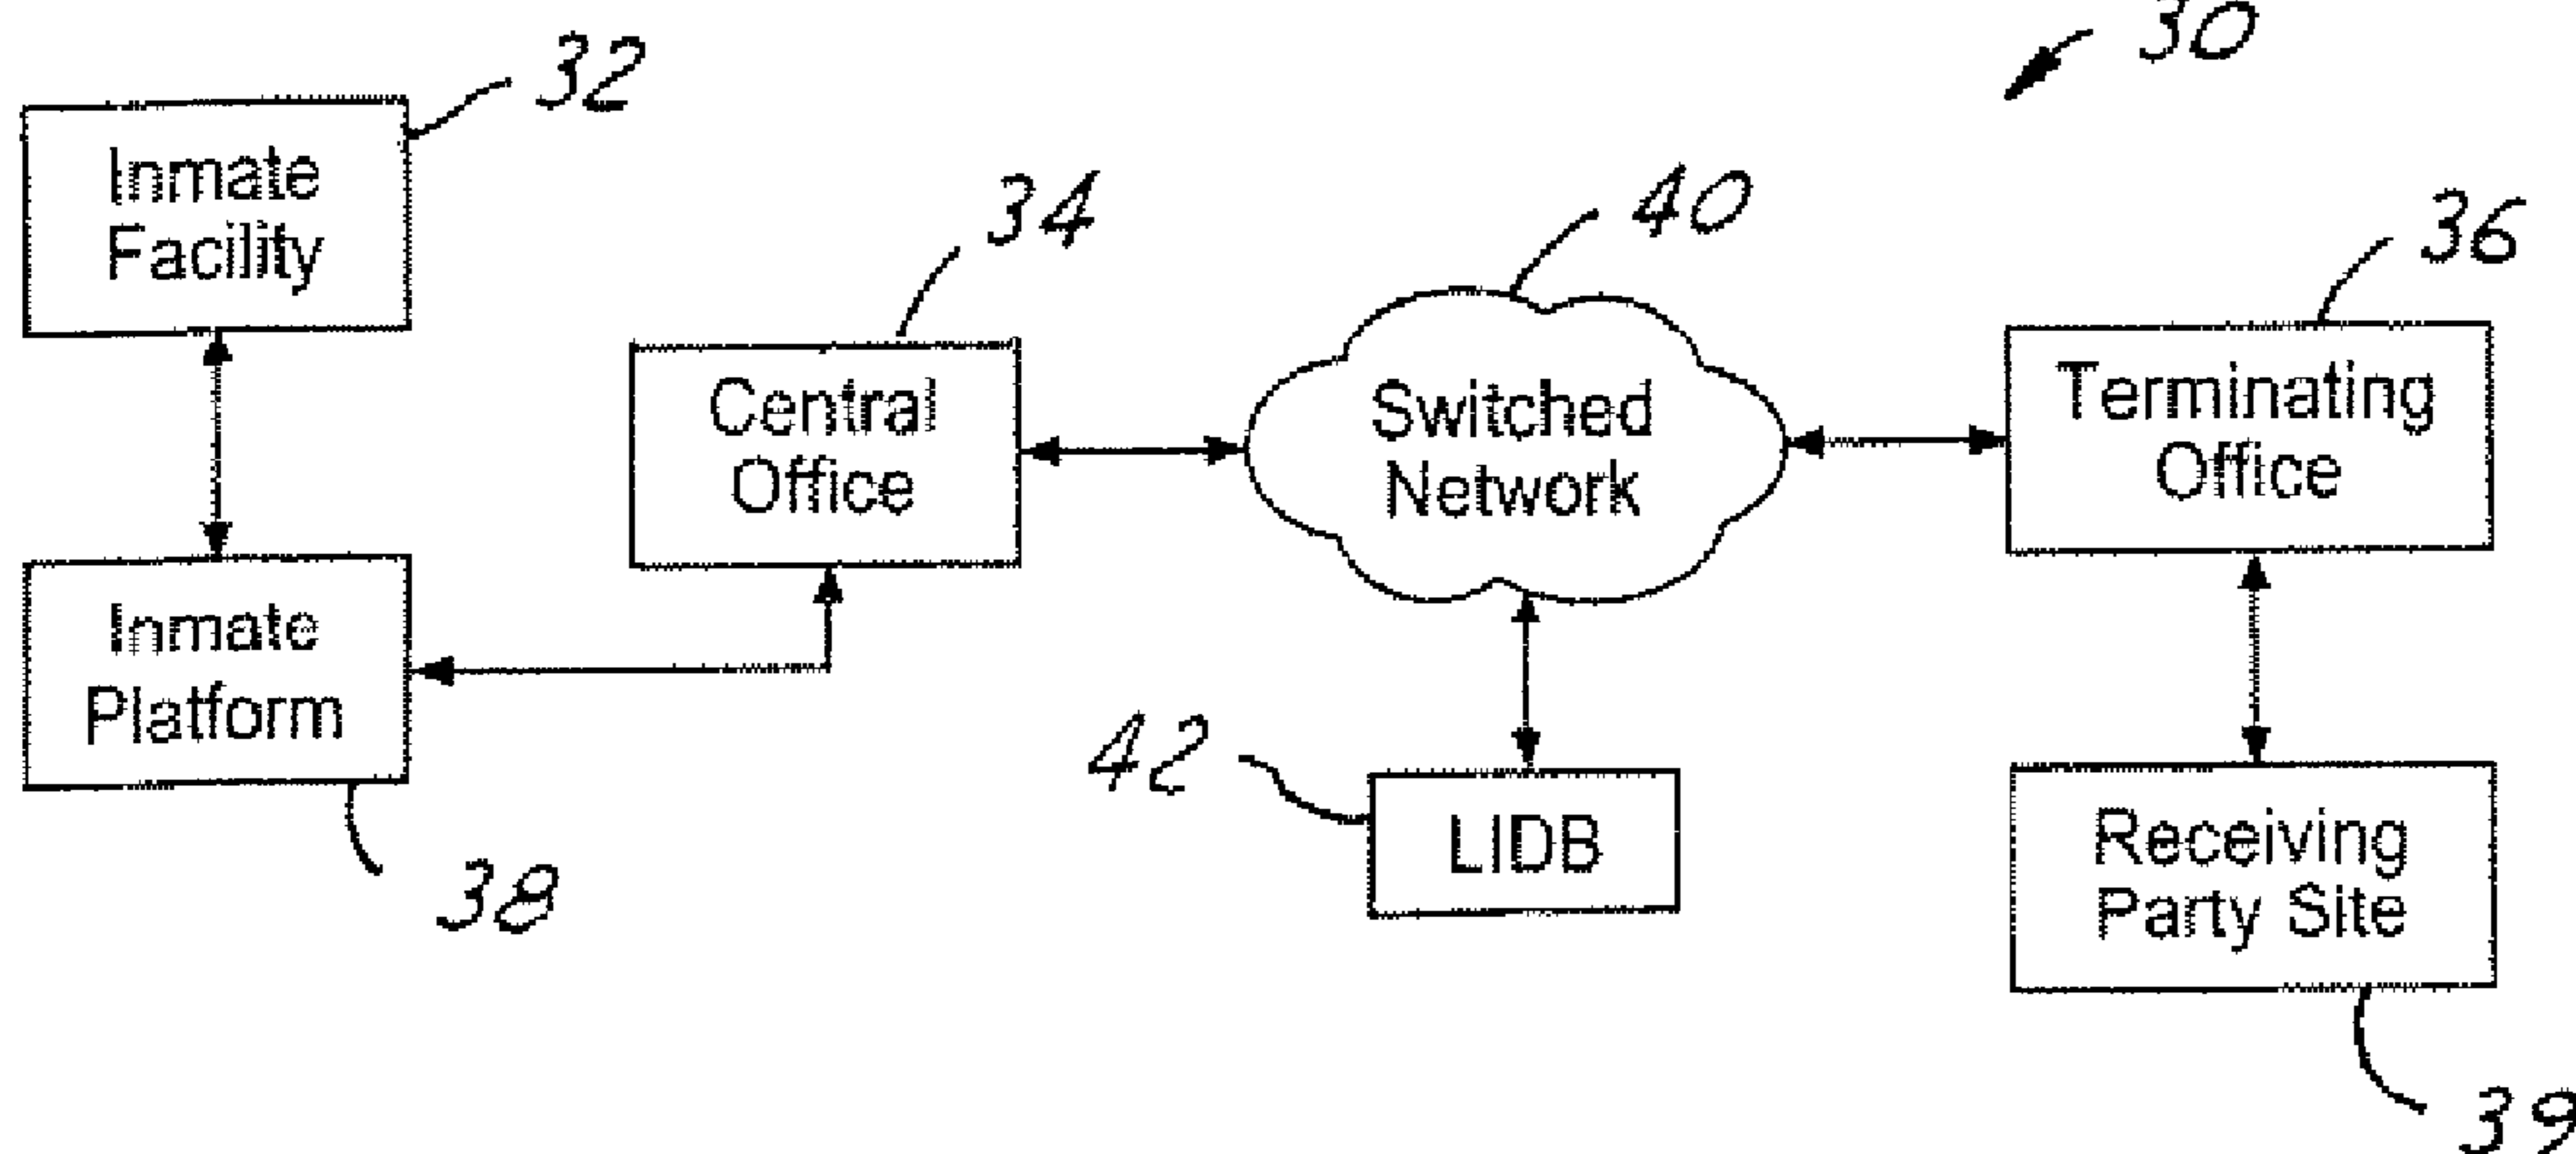 30
32
Inmate
Facility
34
40
36
Central
Office
Switched
Network
Terminating
Office
Inmate
Platform
42
LIDB
Receiving
Party Site
38
39